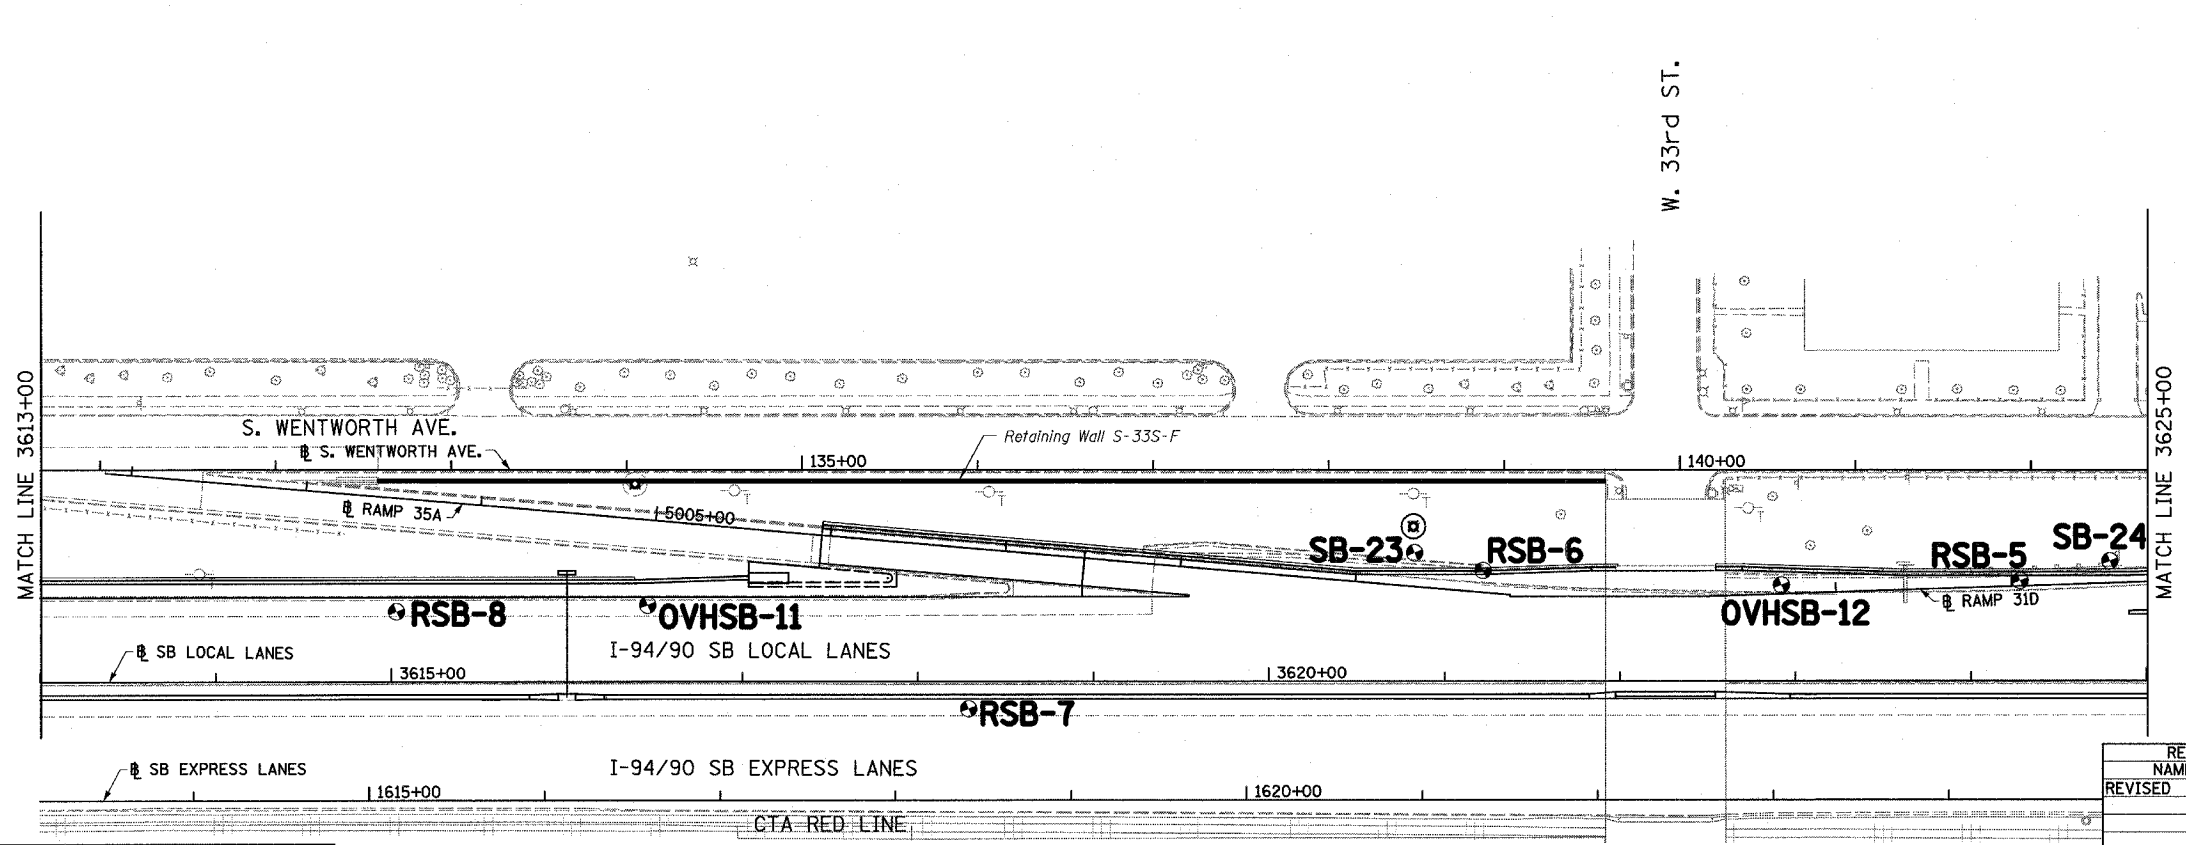 W. 33rd ST.
MATCH LINE 3613+00
MATCH LINE 3625+00
S. WENTWORTH AVE.
℄ S. WENTWORTH AVE.
Retaining Wall S-33S-F
135+00
140+00
℄ RAMP 35A
5005+00
SB-23
RSB-6
RSB-5
SB-24
RSB-8
OVHSB-11
OVHSB-12
℄ RAMP 31D
℄ SB LOCAL LANES
I-94/90 SB LOCAL LANES
3615+00
3620+00
RSB-7
℄ SB EXPRESS LANES
I-94/90 SB EXPRESS LANES
1615+00
1620+00
CTA RED LINE
RE
NAM
REVISED
T
T
T
T